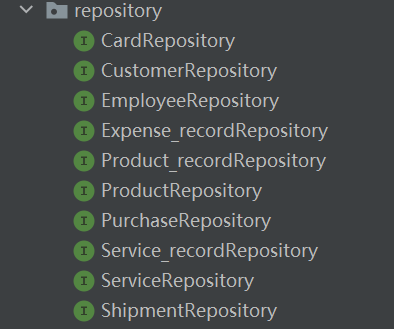 repository
CardRepository
CustomerRepository
EmployeeRepository
Expense_recordRepository
Product_recordRepository
ProductRepository
PurchaseRepository
Service_recordRepository
ServiceRepository
ShipmentRepository